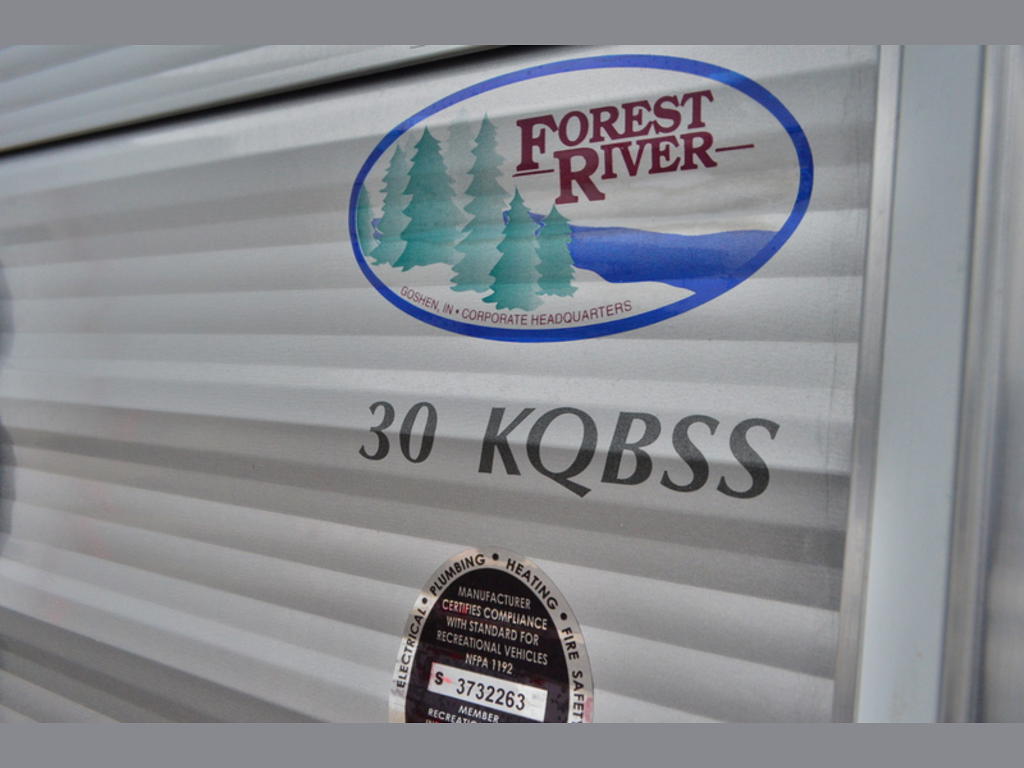 FOREST
RIVER
GOSHEN, IN • CORPORATE HEADQUARTERS
30 KQBSS
ELECTRICAL • PLUMBING • HEATING • FIRE SAFETY
MANUFACTURER
CERTIFIES COMPLIANCE
WITH STANDARD FOR
RECREATIONAL VEHICLES
NFPA 1192
S- 3732263
MEMBER